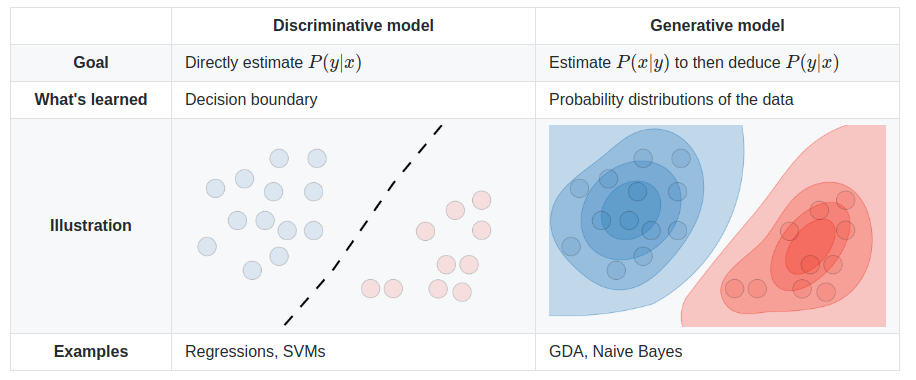 Discriminative model Generative model
Goal Directly estimate P(y|x) Estimate P(x|y) to then deduce P(y|x)
What's learned Decision boundary Probability distributions of the data
Illustration
Examples Regressions, SVMs GDA, Naive Bayes